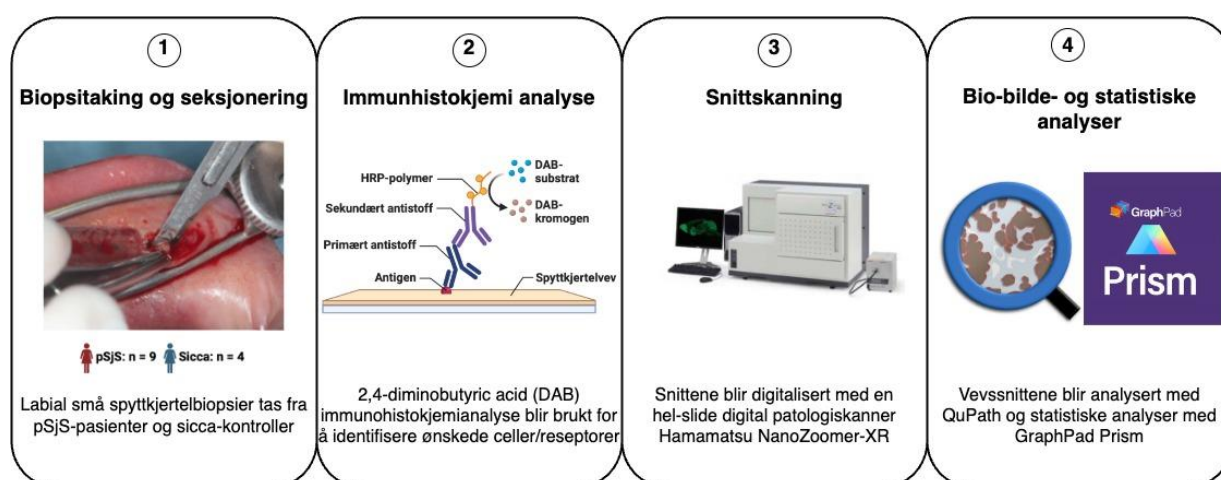 1
Biopsitaking og seksjonering
pSjS: n = 9 Sicca: n = 4
Labial små spyttkjertelbiopsier tas fra
pSjS-pasienter og sicca-kontroller
2
Immunhistokjemi analyse
DAB-
substrat
HRP-polymer
DAB-
kromogen
Sekundært antistoff
Primært antistoff
Antigen
Spyttkjertelvev
2,4-diminobutyric acid (DAB)
immunohistokjemianalyse blir brukt for
å identifisere ønskede celler/reseptorer
3
Snittskanning
Snittene blir digitalisert med en
hel-slide digital patologiskanner
Hamamatsu NanoZoomer-XR
4
Bio-bilde- og statistiske
analyser
GraphPad
Prism
Vevssnittene blir analysert med
QuPath og statistiske analyser med
GraphPad Prism